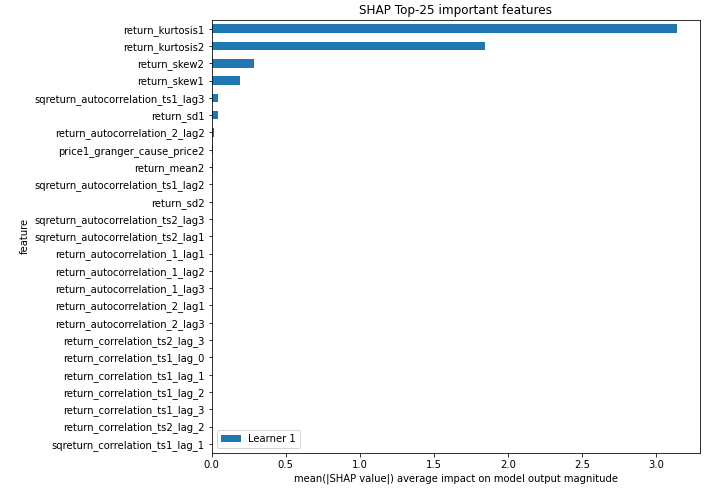 SHAP Top-25 important features
return_kurtosis1
return_kurtosis2
return_skew2
return_skew1
sqreturn_autocorrelation_ts1_lag3
return_sd1
return_autocorrelation_2_lag2
price1_granger_cause_price2
return_mean2
sqreturn_autocorrelation_ts1_lag2
return_sd2
sqreturn_autocorrelation_ts2_lag3
sqreturn_autocorrelation_ts2_lag1
return_autocorrelation_1_lag1
return_autocorrelation_1_lag2
return_autocorrelation_1_lag3
return_autocorrelation_2_lag1
return_autocorrelation_2_lag3
return_correlation_ts2_lag_3
return_correlation_ts1_lag_0
return_correlation_ts1_lag_1
return_correlation_ts1_lag_2
return_correlation_ts1_lag_3
return_correlation_ts2_lag_2
sqreturn_correlation_ts1_lag_1
feature
Learner 1
0.0 0.5 1.0 1.5 2.0 2.5 3.0
mean(|SHAP value|) average impact on model output magnitude